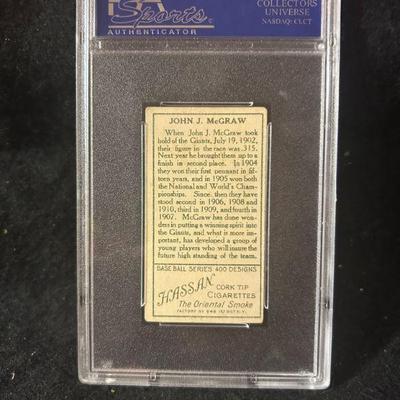 Sports
AUTHENTICATOR
COLLECTORS
UNIVERSE
NASDAQ: CLCT
JOHN J. McGRAW
When John J. McGraw took
hold of the Giants, July 19, 1902,
their figure in the race was .315.
Next year he brought them up to a
finish in second place. In 1904
they won their first pennant in fif-
teen years, and in 1905 won both
the National and World's Cham-
pionships. Since then they have
stood second in 1906, 1908 and
1910, third in 1909, and fourth in
1907. McGraw has done won-
ders in putting a winning spirit into
the Giants, and what is more im-
portant, has developed a group of
young players who will insure the
future high standing of the team.
BASE BALL SERIES 400 DESIGNS
HASSAN
CORK TIP
CIGARETTES
The Oriental Smoke
FACTORY No 649 1ST DIST. N.Y.